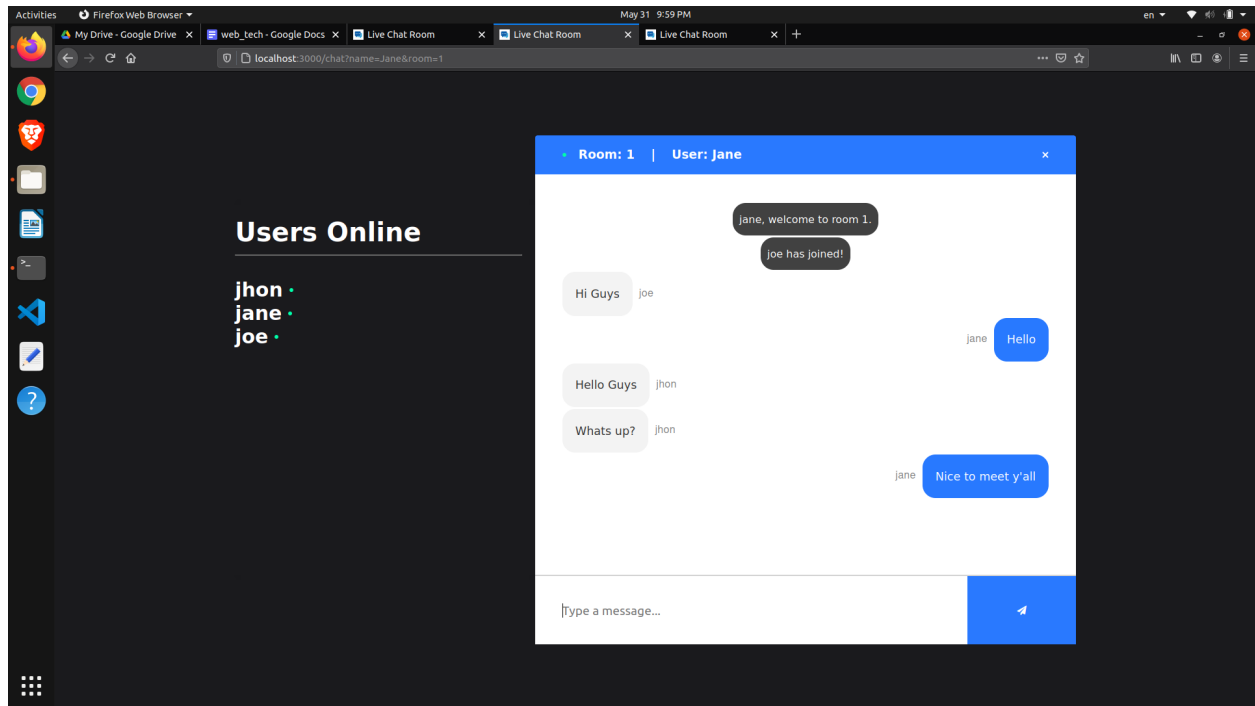 Activities Firefox Web Browser May 31 9:59 PM en
My Drive - Google Drive web_tech - Google Docs Live Chat Room Live Chat Room Live Chat Room
localhost:3000/chat?name=Jane&room=1
Room: 1 | User: Jane
Users Online
jhon
jane
joe
jane, welcome to room 1.
joe has joined!
Hi Guys joe
jane Hello
Hello Guys jhon
Whats up? jhon
jane Nice to meet y'all
Type a message...